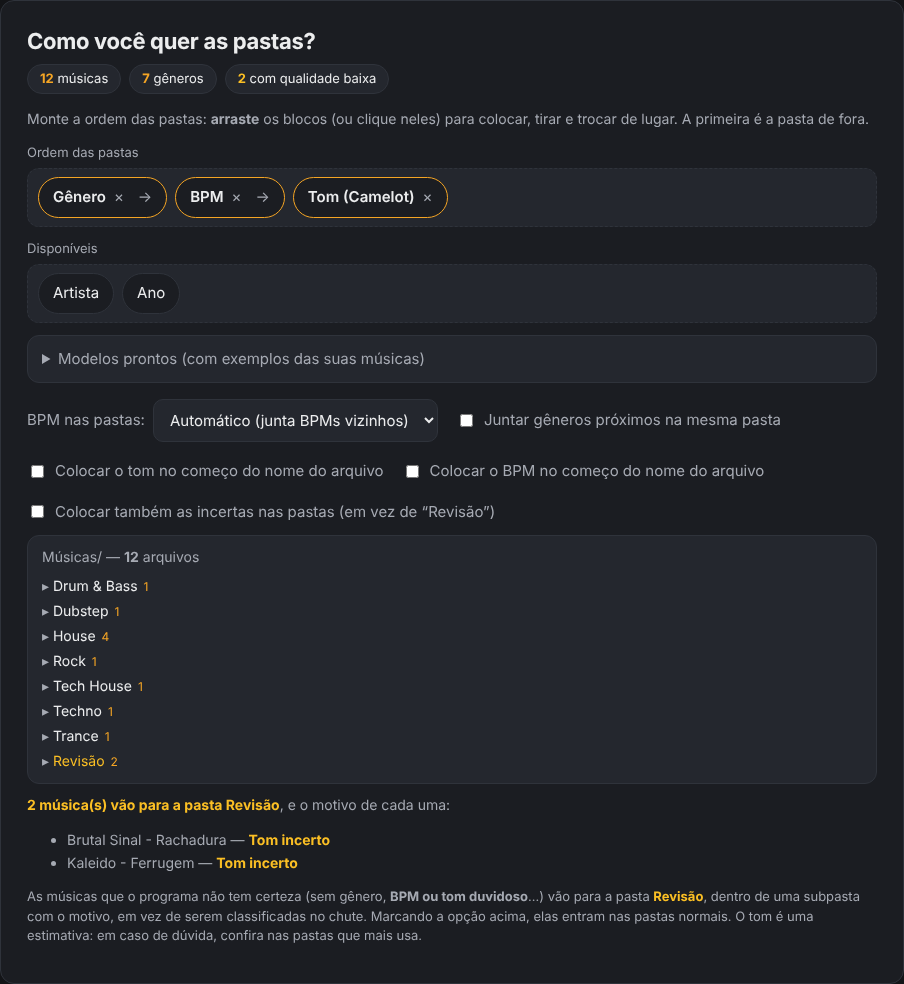 Como você quer as pastas?
12 músicas 7 gêneros 2 com qualidade baixa
Monte a ordem das pastas: arraste os blocos (ou clique neles) para colocar, tirar e trocar de lugar. A primeira é a pasta de fora.
Ordem das pastas
Gênero × → BPM × → Tom (Camelot) ×
Disponíveis
Artista Ano
▶ Modelos prontos (com exemplos das suas músicas)
BPM nas pastas: Automático (junta BPMs vizinhos) Juntar gêneros próximos na mesma pasta
Colocar o tom no começo do nome do arquivo Colocar o BPM no começo do nome do arquivo
Colocar também as incertas nas pastas (em vez de “Revisão”)
Músicas/ — 12 arquivos
▸ Drum & Bass 1
▸ Dubstep 1
▸ House 4
▸ Rock 1
▸ Tech House 1
▸ Techno 1
▸ Trance 1
▸ Revisão 2
2 música(s) vão para a pasta Revisão, e o motivo de cada uma:
• Brutal Sinal - Rachadura — Tom incerto
• Kaleido - Ferrugem — Tom incerto
As músicas que o programa não tem certeza (sem gênero, BPM ou tom duvidoso...) vão para a pasta Revisão, dentro de uma subpasta
com o motivo, em vez de serem classificadas no chute. Marcando a opção acima, elas entram nas pastas normais. O tom é uma
estimativa: em caso de dúvida, confira nas pastas que mais usa.